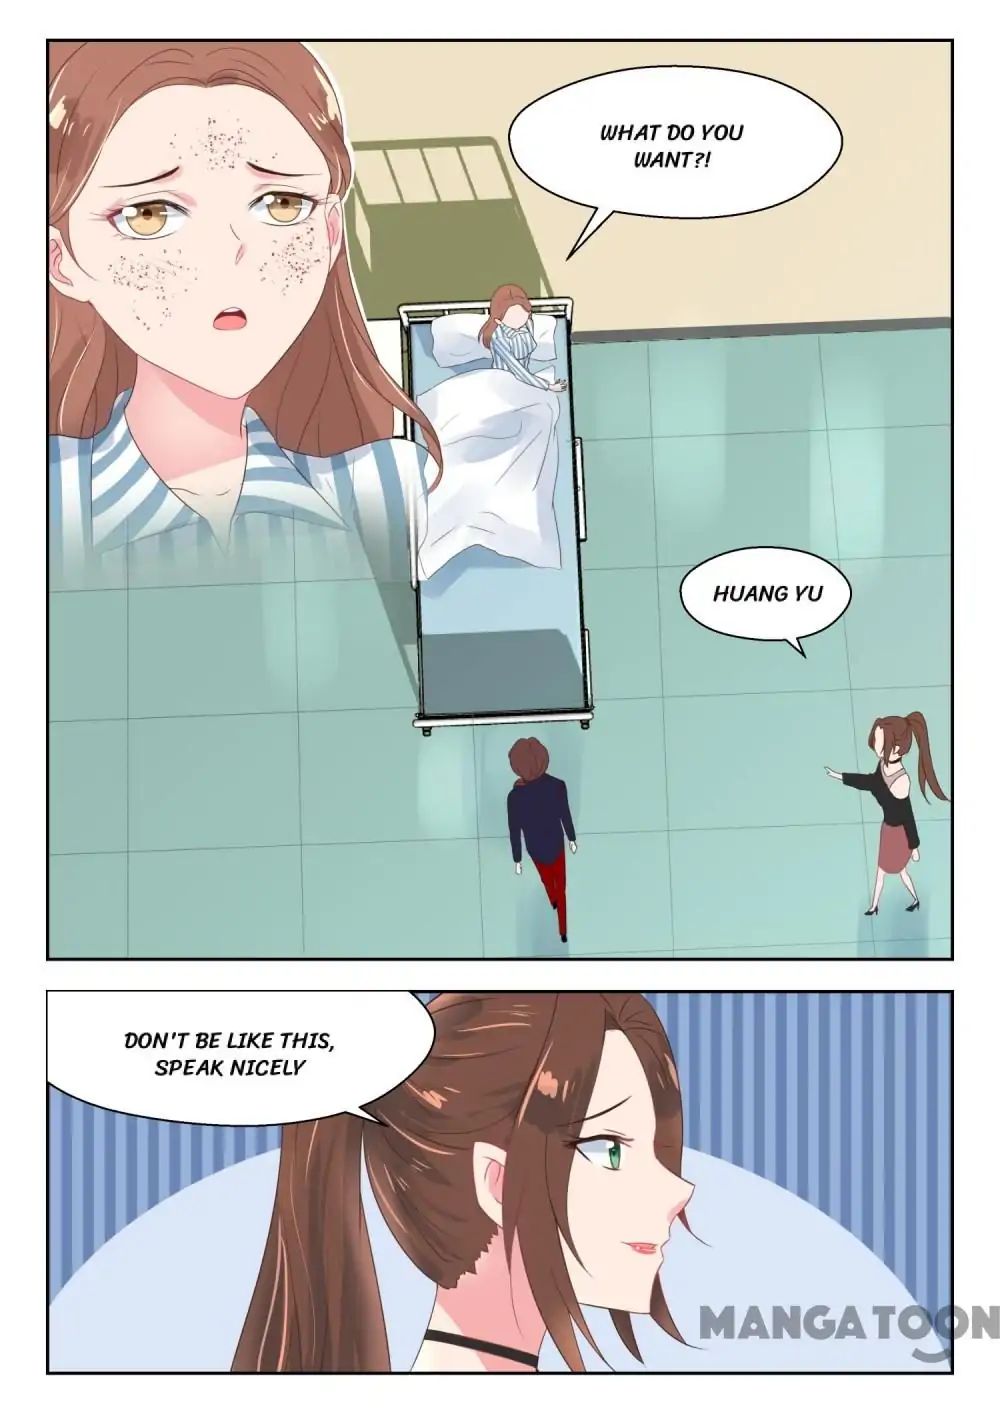 WHAT DO YOU
WANT?!
HUANG YU
DON'T BE LIKE THIS,
SPEAK NICELY
MANGATOON